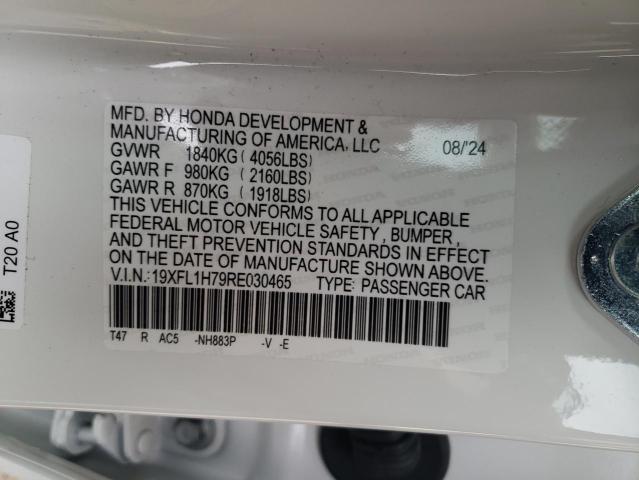 MFD. BY HONDA DEVELOPMENT &
MANUFACTURING OF AMERICA, LLC 08/'24
GVWR 1840KG (4056LBS)
GAWR F 980KG (2160LBS)
GAWR R 870KG (1918LBS)
THIS VEHICLE CONFORMS TO ALL APPLICABLE
FEDERAL MOTOR VEHICLE SAFETY, BUMPER,
AND THEFT PREVENTION STANDARDS IN EFFECT
ON THE DATE OF MANUFACTURE SHOWN ABOVE.
V.I.N.:19XFL1H79RE030465 TYPE: PASSENGER CAR
T47 R AC5 -NH883P -V -E
T20 A0